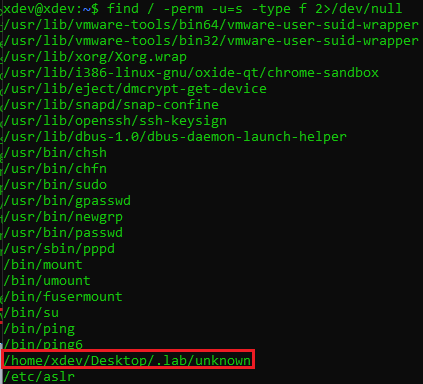 xdev@xdev:~$ find / -perm -u=s -type f 2>/dev/null
/usr/lib/vmware-tools/bin64/vmware-user-suid-wrapper
/usr/lib/vmware-tools/bin32/vmware-user-suid-wrapper
/usr/lib/xorg/Xorg.wrap
/usr/lib/i386-linux-gnu/oxide-qt/chrome-sandbox
/usr/lib/eject/dmcrypt-get-device
/usr/lib/snapd/snap-confine
/usr/lib/openssh/ssh-keysign
/usr/lib/dbus-1.0/dbus-daemon-launch-helper
/usr/bin/chsh
/usr/bin/chfn
/usr/bin/sudo
/usr/bin/gpasswd
/usr/bin/newgrp
/usr/bin/passwd
/usr/sbin/pppd
/bin/mount
/bin/umount
/bin/fusermount
/bin/su
/bin/ping
/bin/ping6
/home/xdev/Desktop/.lab/unknown
/etc/aslr